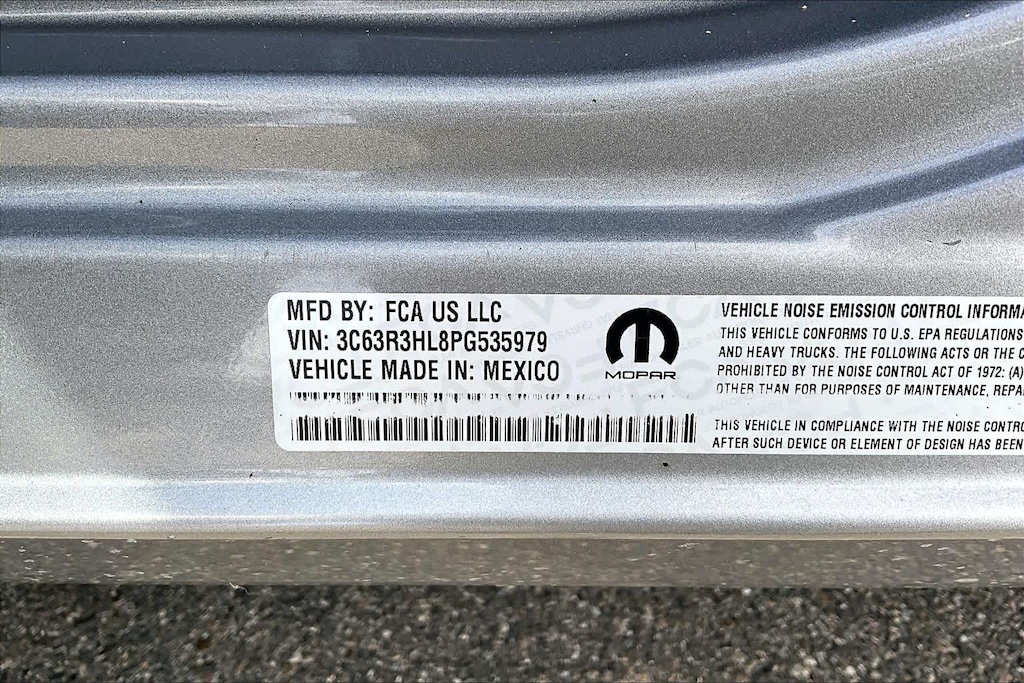 MFD BY: FCA US LLC
VIN: 3C63R3HL8PG535979
VEHICLE MADE IN: MEXICO
MOPAR
VEHICLE NOISE EMISSION CONTROL INFORMA
THIS VEHICLE CONFORMS TO U.S. EPA REGULATIONS
AND HEAVY TRUCKS. THE FOLLOWING ACTS OR THE C
PROHIBITED BY THE NOISE CONTROL ACT OF 1972: (A)
OTHER THAN FOR PURPOSES OF MAINTENANCE, REPA
THIS VEHICLE IN COMPLIANCE WITH THE NOISE CONTRO
AFTER SUCH DEVICE OR ELEMENT OF DESIGN HAS BEEN